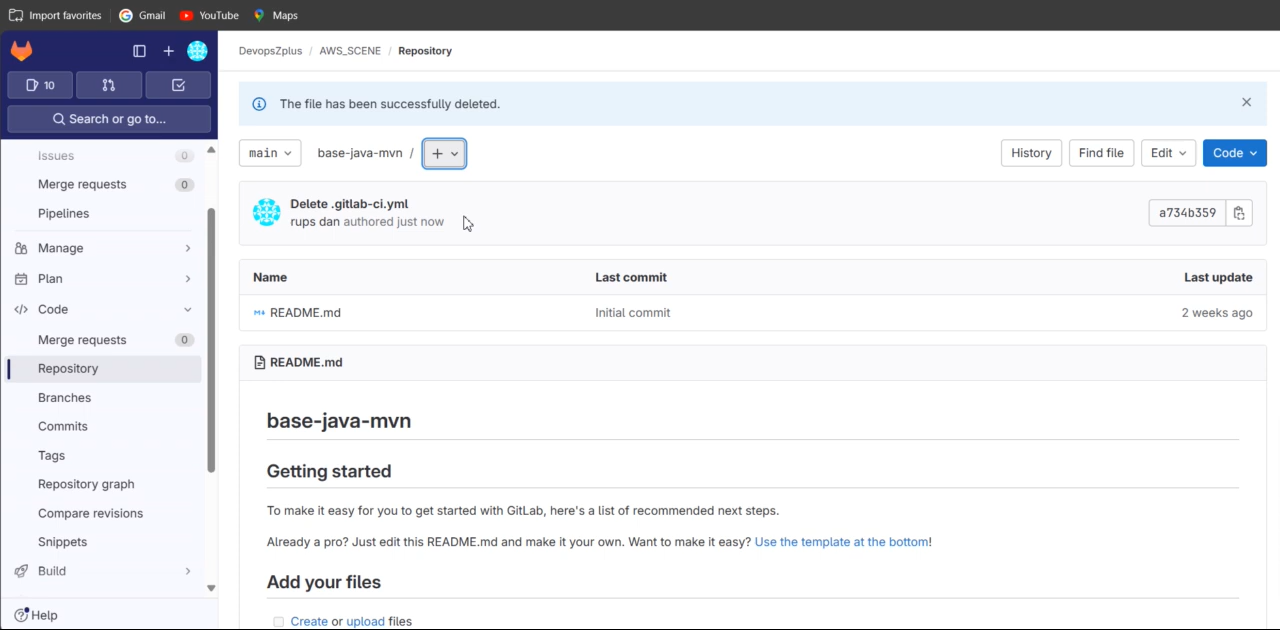 Import favorites Gmail YouTube Maps
DevopsZplus / AWS_SCENE / Repository
10
Search or go to...
Issues 0
Merge requests 0
Pipelines
Manage
Plan
Code
Merge requests 0
Repository
Branches
Commits
Tags
Repository graph
Compare revisions
Snippets
Build
Help
The file has been successfully deleted.
main base-java-mvn / + History Find file Edit Code
Delete .gitlab-ci.yml
rups dan authored just now
a734b359
Name Last commit Last update
README.md Initial commit 2 weeks ago
README.md
base-java-mvn
Getting started
To make it easy for you to get started with GitLab, here's a list of recommended next steps.
Already a pro? Just edit this README.md and make it your own. Want to make it easy? Use the template at the bottom!
Add your files
Create or upload files